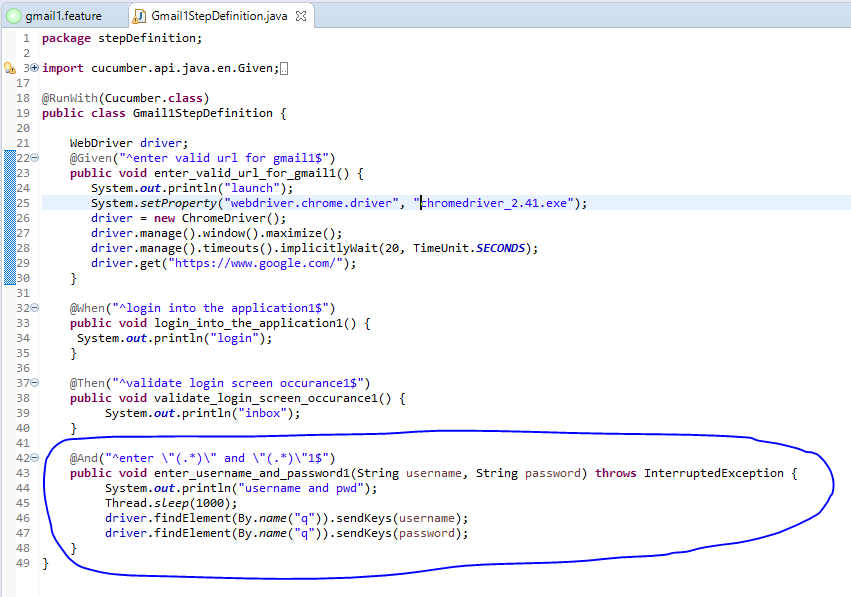 gmail1.feature
Gmail1StepDefinition.java
1 package stepDefinition;
2
3 import cucumber.api.java.en.Given;
17
18 @RunWith(Cucumber.class)
19 public class Gmail1StepDefinition {
20
21 WebDriver driver;
22 @Given("^enter valid url for gmail1$")
23 public void enter_valid_url_for_gmail1() {
24 System.out.println("launch");
25 System.setProperty("webdriver.chrome.driver", "chromedriver_2.41.exe");
26 driver = new ChromeDriver();
27 driver.manage().window().maximize();
28 driver.manage().timeouts().implicitlyWait(20, TimeUnit.SECONDS);
29 driver.get("https://www.google.com/");
30 }
31
32 @When("^login into the application1$")
33 public void login_into_the_application1() {
34 System.out.println("login");
35 }
36
37 @Then("^validate login screen occurance1$")
38 public void validate_login_screen_occurance1() {
39 System.out.println("inbox");
40 }
41
42 @And("^enter \"(.*)\" and \"(.*)\"1$")
43 public void enter_username_and_password1(String username, String password) throws InterruptedException {
44 System.out.println("username and pwd");
45 Thread.sleep(1000);
46 driver.findElement(By.name("q")).sendKeys(username);
47 driver.findElement(By.name("q")).sendKeys(password);
48 }
49 }